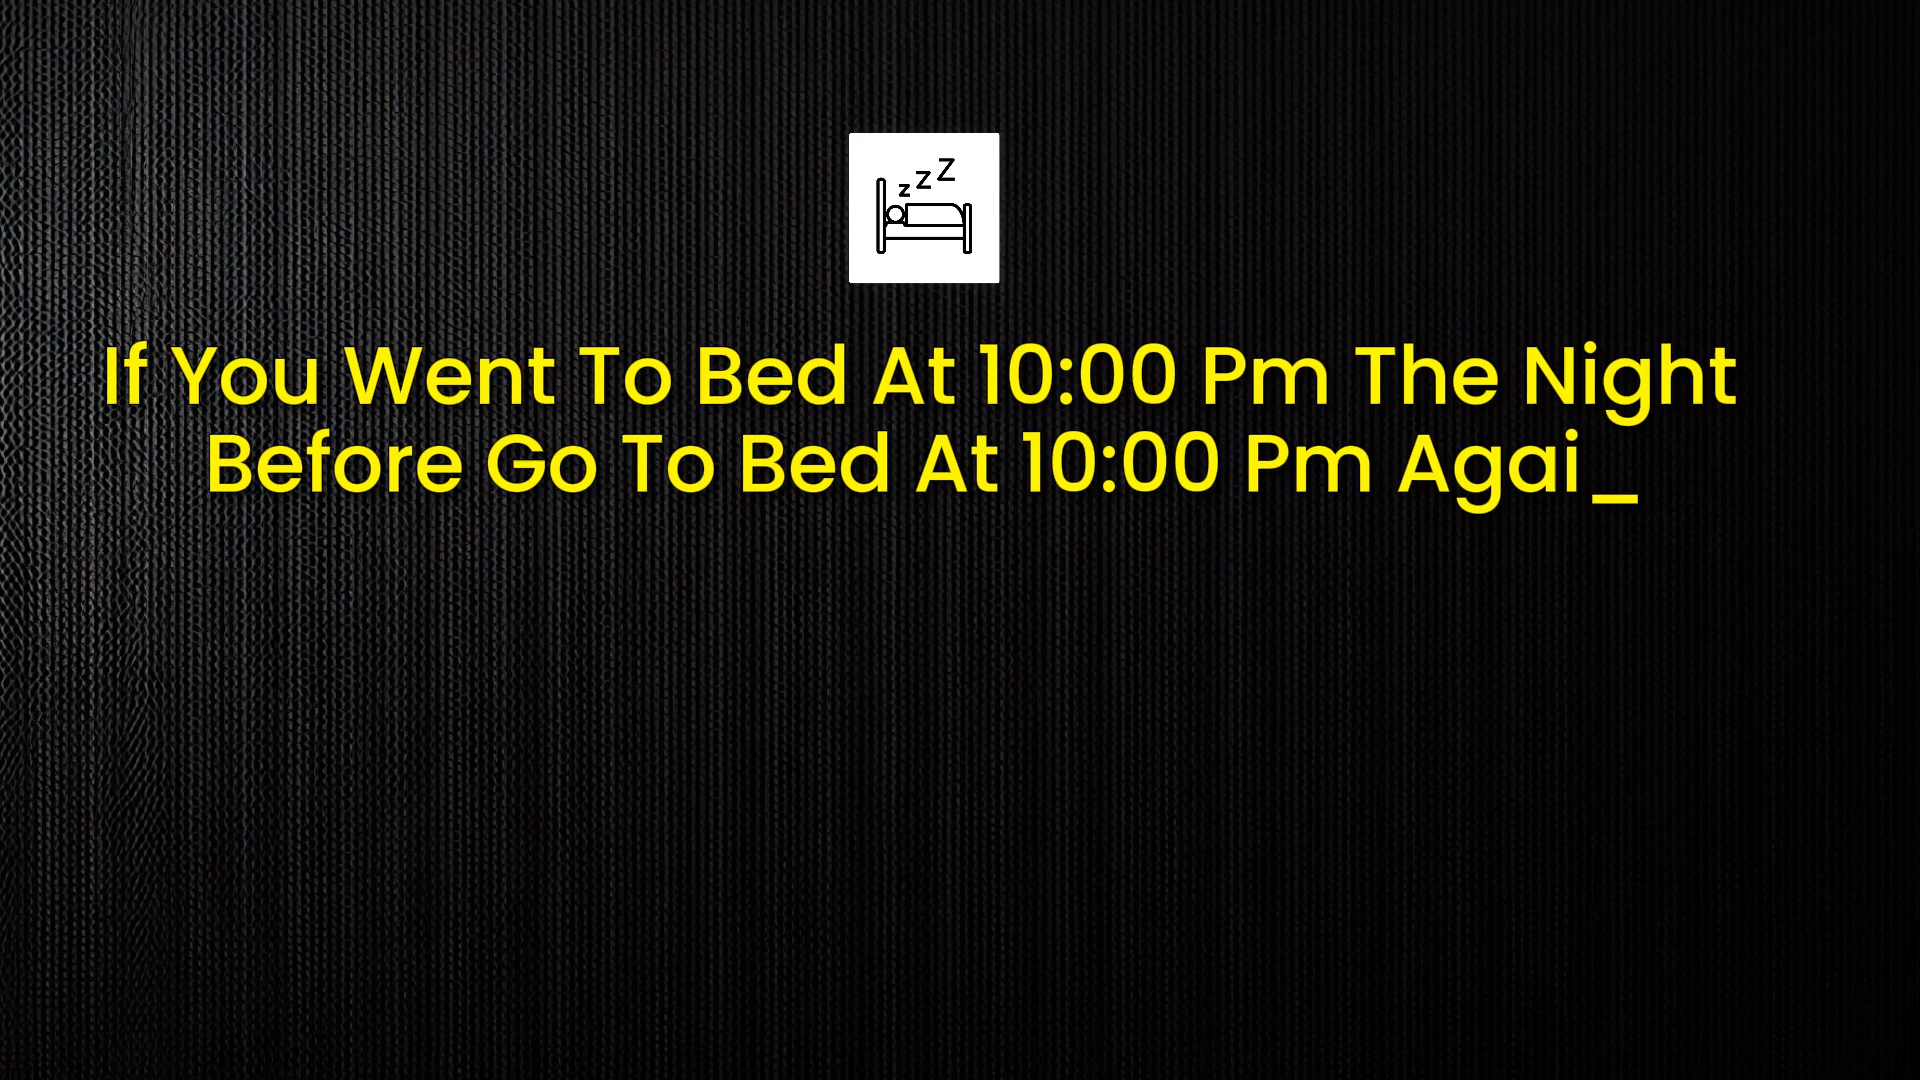 z z Z
If You Went To Bed At 10:00 Pm The Night
Before Go To Bed At 10:00 Pm Agai_